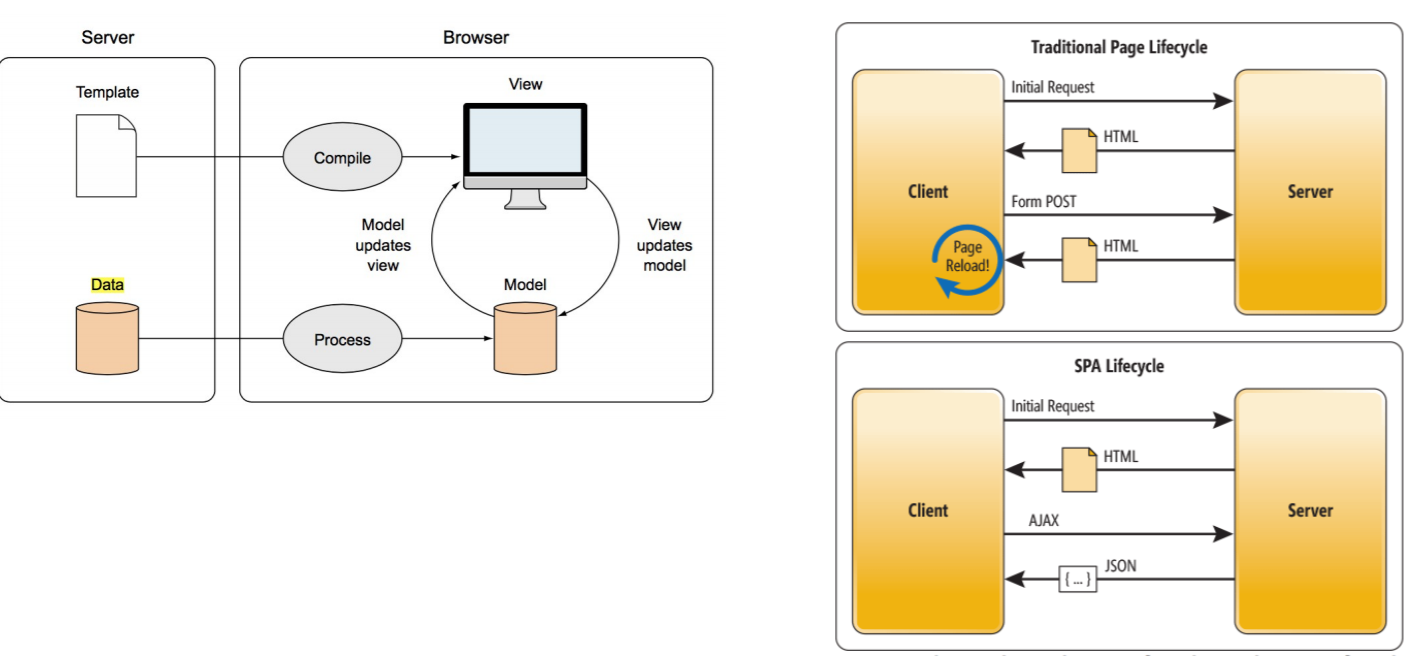 Server
Browser
Template
View
Compile
Model
updates
view
View
updates
model
Data
Model
Process
Traditional Page Lifecycle
Initial Request
HTML
Client
Server
Form POST
HTML
Page
Reload!
SPA Lifecycle
Initial Request
HTML
Client
Server
AJAX
JSON
{ ... }